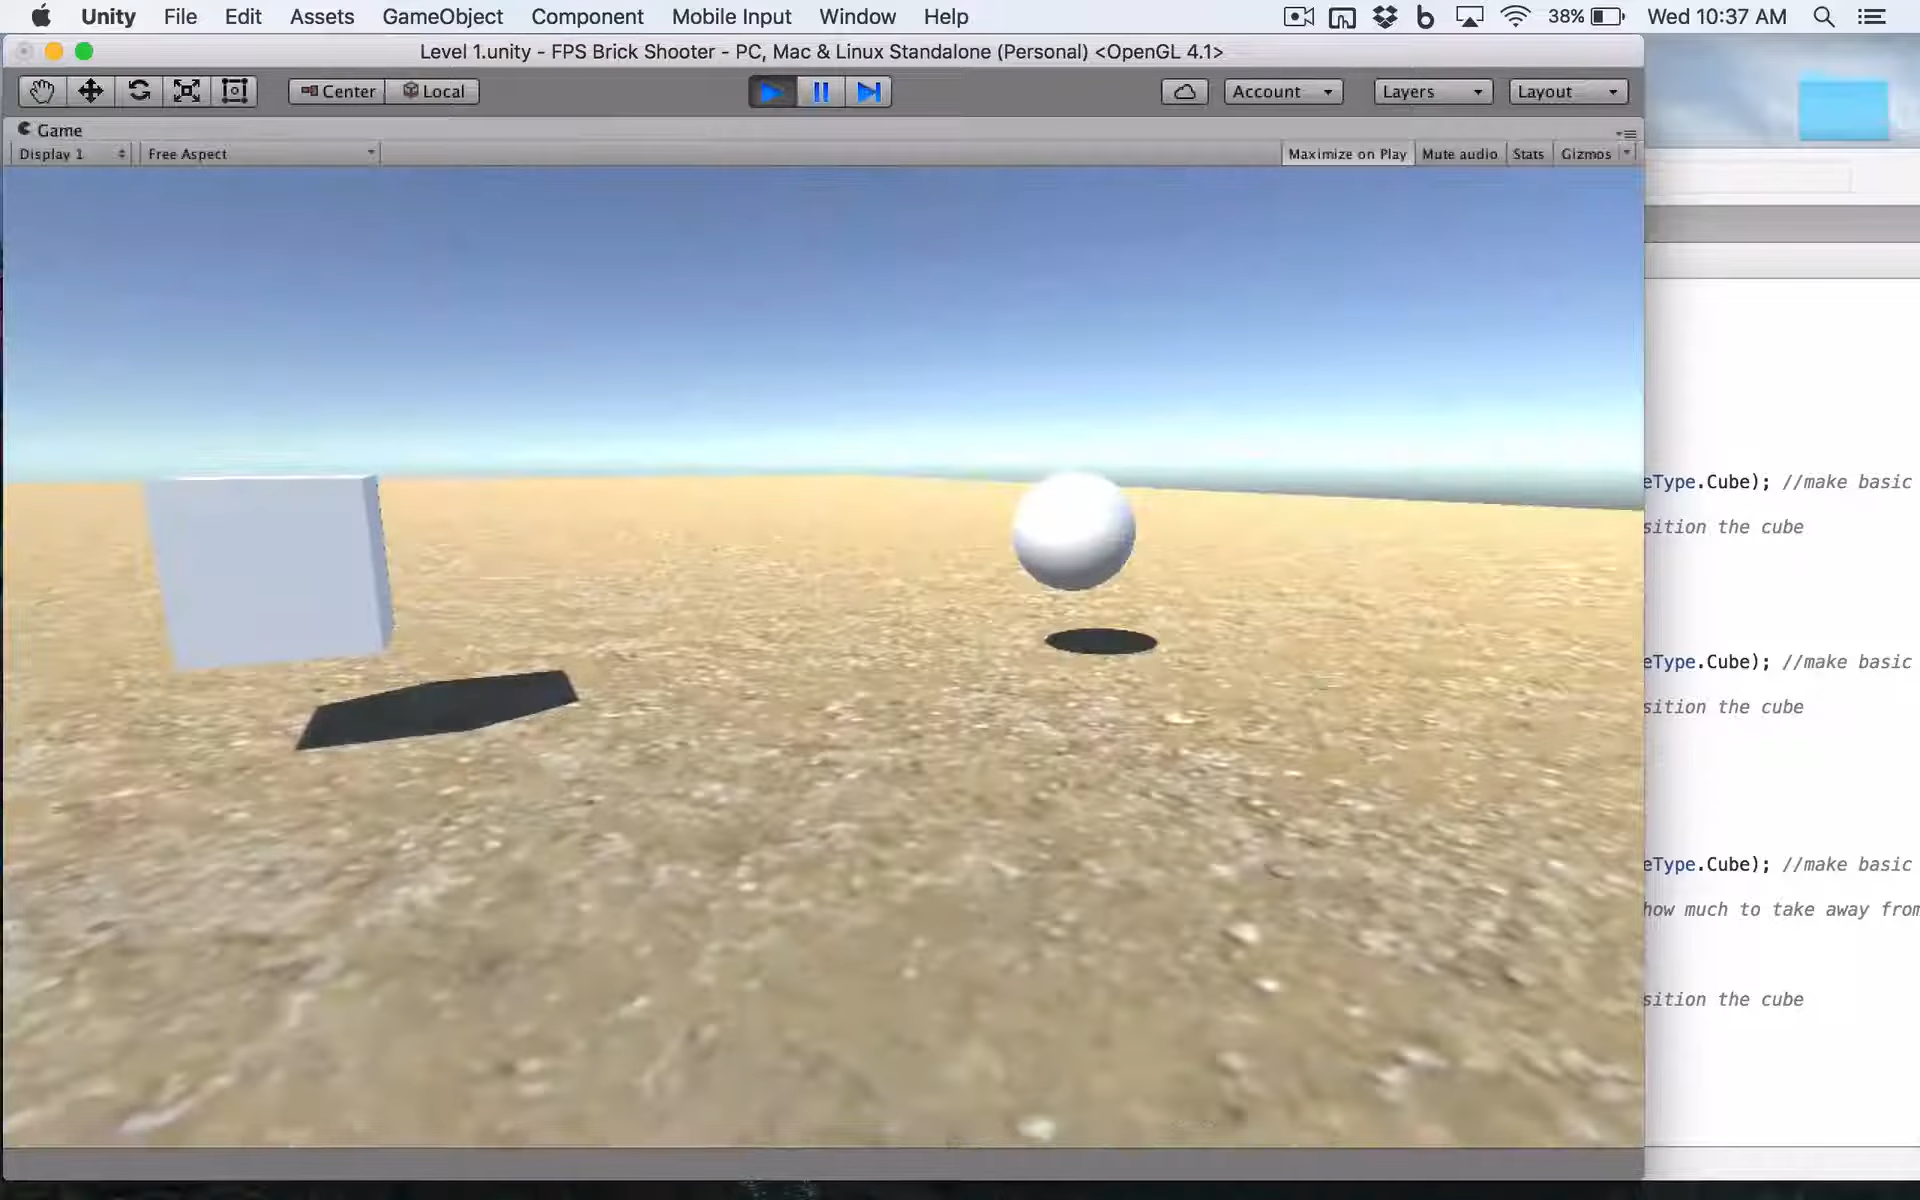 Unity File Edit Assets GameObject Component Mobile Input Window Help 38% Wed 10:37 AM
Level 1.unity - FPS Brick Shooter - PC, Mac & Linux Standalone (Personal) <OpenGL 4.1>
Center Local Account Layers Layout
Game
Display 1 Free Aspect Maximize on Play Mute audio Stats Gizmos
eType.Cube); //make basic
sition the cube
eType.Cube); //make basic
sition the cube
eType.Cube); //make basic
how much to take away from
sition the cube